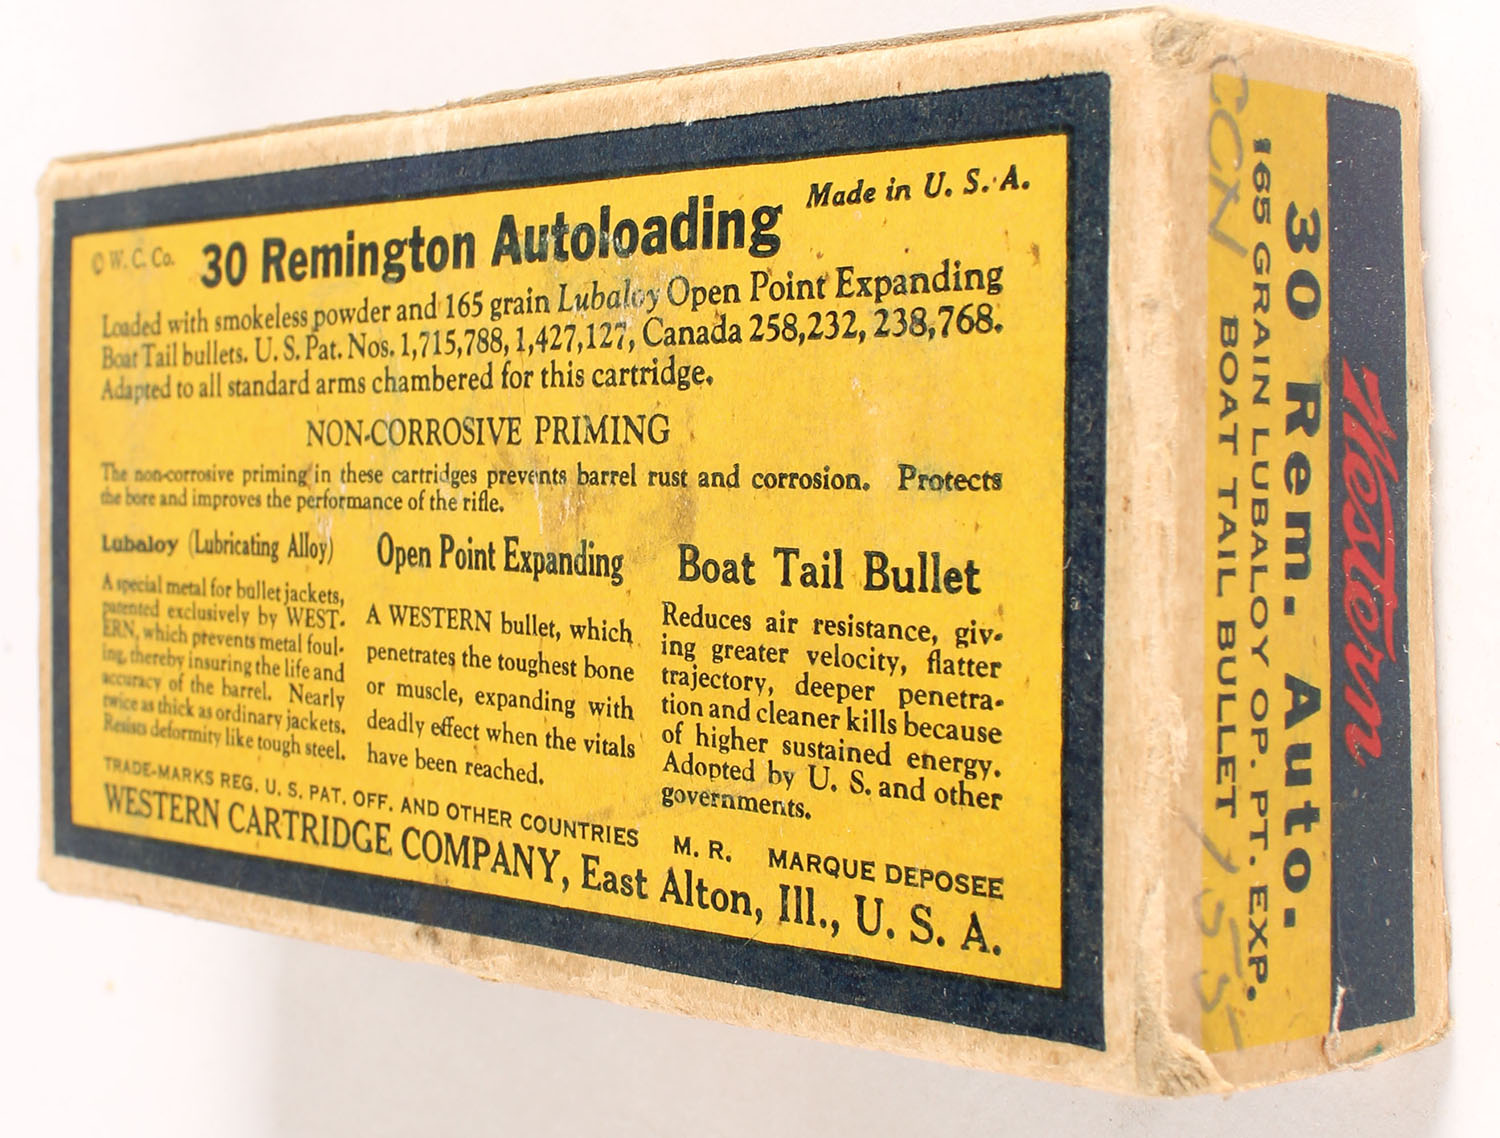 © W. C. Co.
30 Remington Autoloading
Made in U. S. A.
Loaded with smokeless powder and 165 grain Lubaloy Open Point Expanding
Boat Tail bullets. U. S. Pat. Nos. 1,715,788, 1,427,127, Canada 258,232, 238,768.
Adapted to all standard arms chambered for this cartridge.
NON-CORROSIVE PRIMING
The non-corrosive priming in these cartridges prevents barrel rust and corrosion. Protects
the bore and improves the performance of the rifle.
Lubaloy (Lubricating Alloy)
A special metal for bullet jackets,
patented exclusively by WEST-
ERN, which prevents metal foul-
ing, thereby insuring the life and
accuracy of the barrel. Nearly
twice as thick as ordinary jackets.
Resists deformity like tough steel.
Open Point Expanding
A WESTERN bullet, which
penetrates the toughest bone
or muscle, expanding with
deadly effect when the vitals
have been reached.
Boat Tail Bullet
Reduces air resistance, giv-
ing greater velocity, flatter
trajectory, deeper penetra-
tion and cleaner kills because
of higher sustained energy.
Adopted by U. S. and other
governments.
TRADE-MARKS REG. U. S. PAT. OFF. AND OTHER COUNTRIES M. R. MARQUE DEPOSEE
WESTERN CARTRIDGE COMPANY, East Alton, Ill., U. S. A.
Western
30 Rem. Auto.
165 GRAIN LUBALOY OP. PT. EXP.
BOAT TAIL BULLET